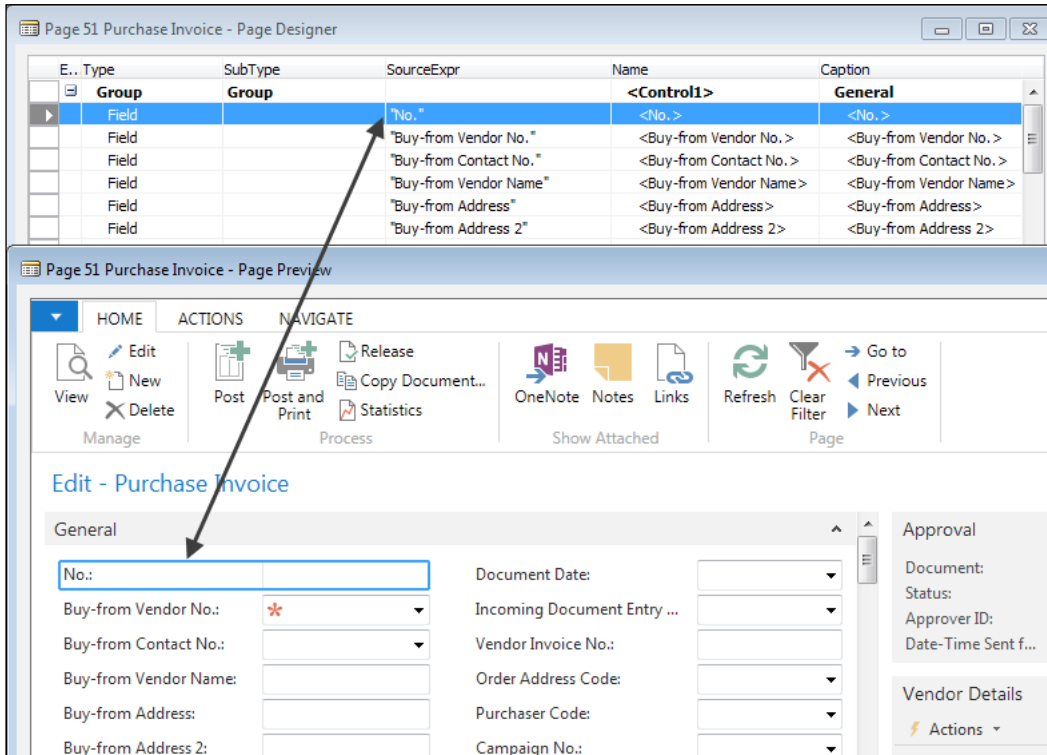 Page 51 Purchase Invoice - Page Designer
E.. Type SubType SourceExpr Name Caption
Group Group <Control1> General
Field "No." <No.> <No.>
Field "Buy-from Vendor No." <Buy-from Vendor No.> <Buy-from Vendor No.>
Field "Buy-from Contact No." <Buy-from Contact No.> <Buy-from Contact No.>
Field "Buy-from Vendor Name" <Buy-from Vendor Name> <Buy-from Vendor Name>
Field "Buy-from Address" <Buy-from Address> <Buy-from Address>
Field "Buy-from Address 2" <Buy-from Address 2> <Buy-from Address 2>
Page 51 Purchase Invoice - Page Preview
HOME ACTIONS NAVIGATE
View
Edit
New
Delete
Manage
Post
Post and
Print
Release
Copy Document...
Statistics
Process
OneNote
Notes
Links
Show Attached
Refresh
Clear
Filter
Go to
Previous
Next
Page
Edit - Purchase Invoice
General
No.:
Buy-from Vendor No.:
Buy-from Contact No.:
Buy-from Vendor Name:
Buy-from Address:
Buy-from Address 2:
Document Date:
Incoming Document Entry ...
Vendor Invoice No.:
Order Address Code:
Purchaser Code:
Campaign No.:
Approval
Document:
Status:
Approver ID:
Date-Time Sent f...
Vendor Details
Actions